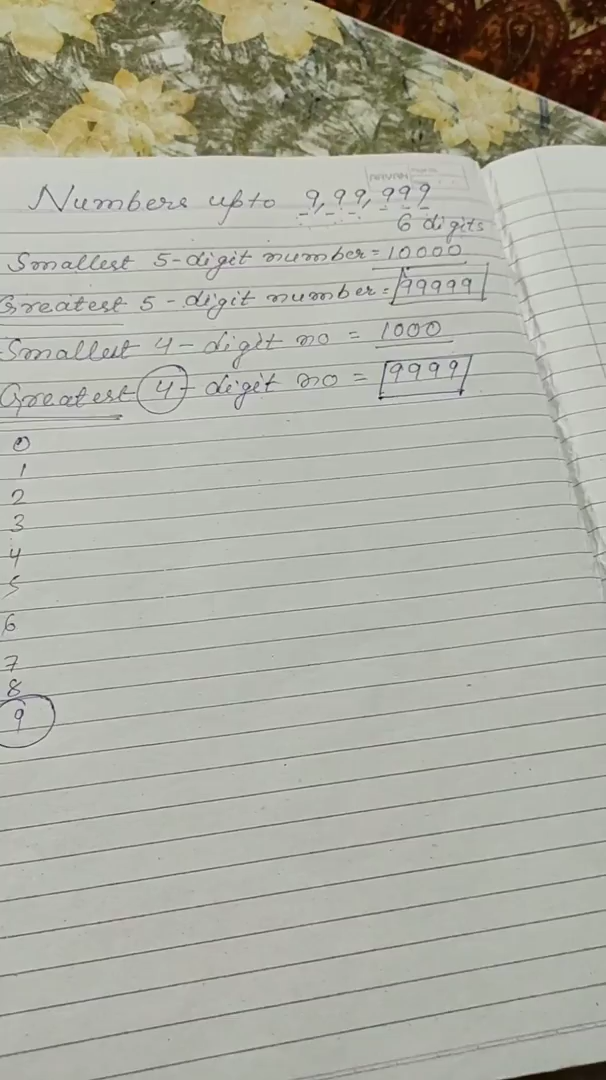 Numbers upto 9,99,999
6 digits
Smallest 5-digit number = 10000
Greatest 5-digit number = 99999
Smallest 4-digit no = 1000
Greatest 4-digit no = 9999
0
1
2
3
4
5
6
7
8
9